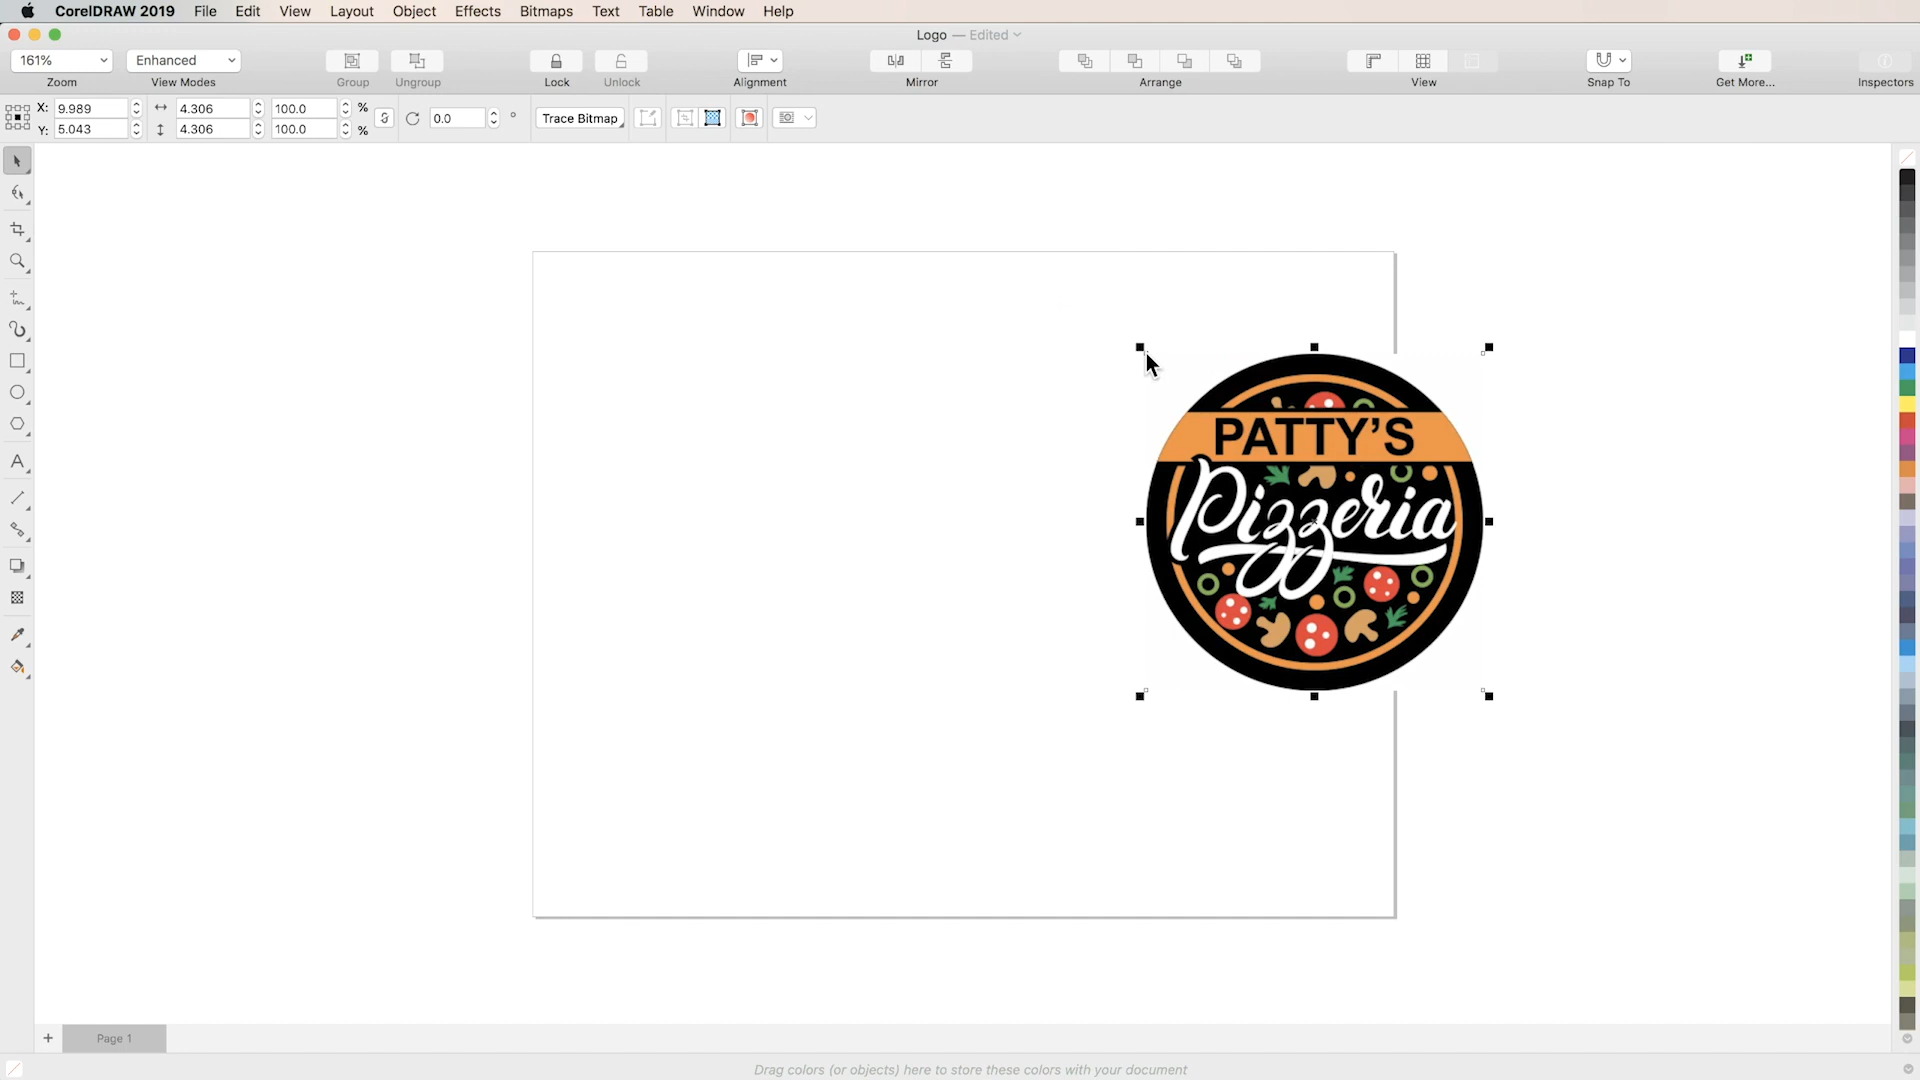 CorelDRAW 2019 File Edit View Layout Object Effects Bitmaps Text Table Window Help
Logo — Edited
161% Enhanced
Zoom View Modes Group Ungroup Lock Unlock Alignment Mirror Arrange View Snap To Get More... Inspectors
X: 9.989 4.306 100.0 %
Y: 5.043 4.306 100.0 %
0.0 ° Trace Bitmap
PATTY'S
Pizzeria
Page 1
Drag colors (or objects) here to store these colors with your document